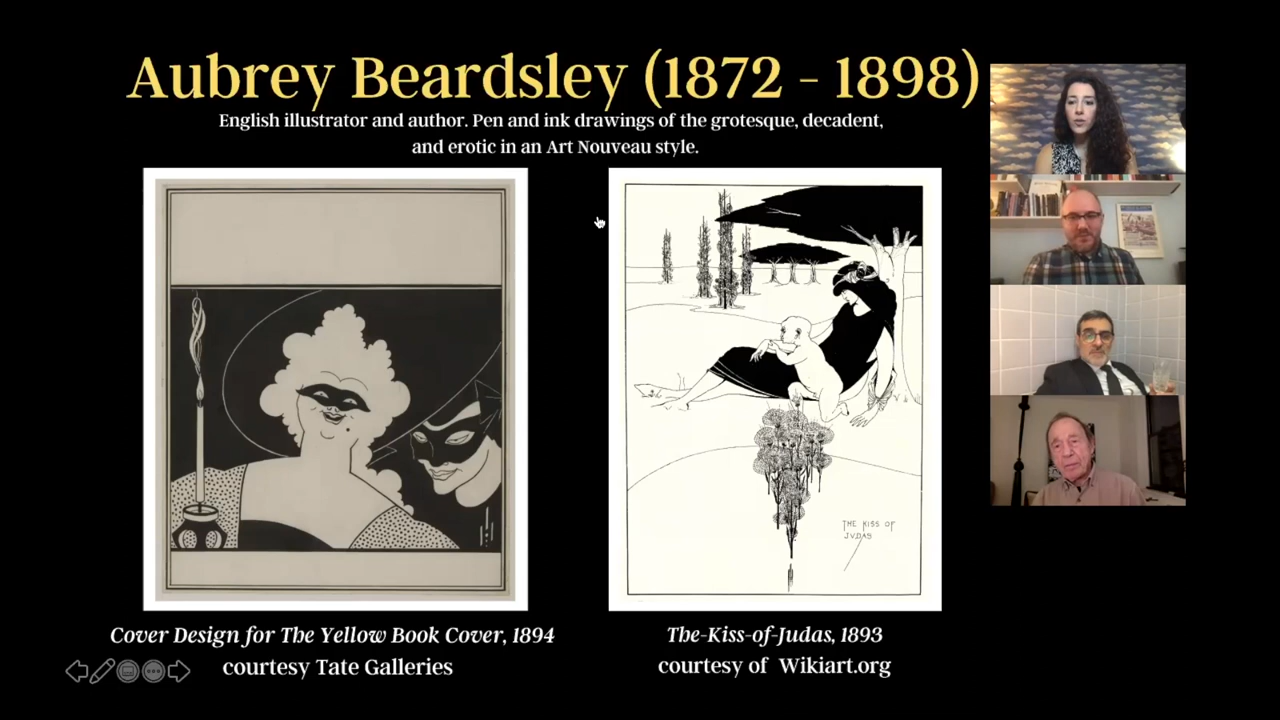 Aubrey Beardsley (1872 - 1898)
English illustrator and author. Pen and ink drawings of the grotesque, decadent,
and erotic in an Art Nouveau style.
THE KISS OF
JVDAS
Cover Design for The Yellow Book Cover, 1894
courtesy Tate Galleries
The-Kiss-of-Judas, 1893
courtesy of Wikiart.org